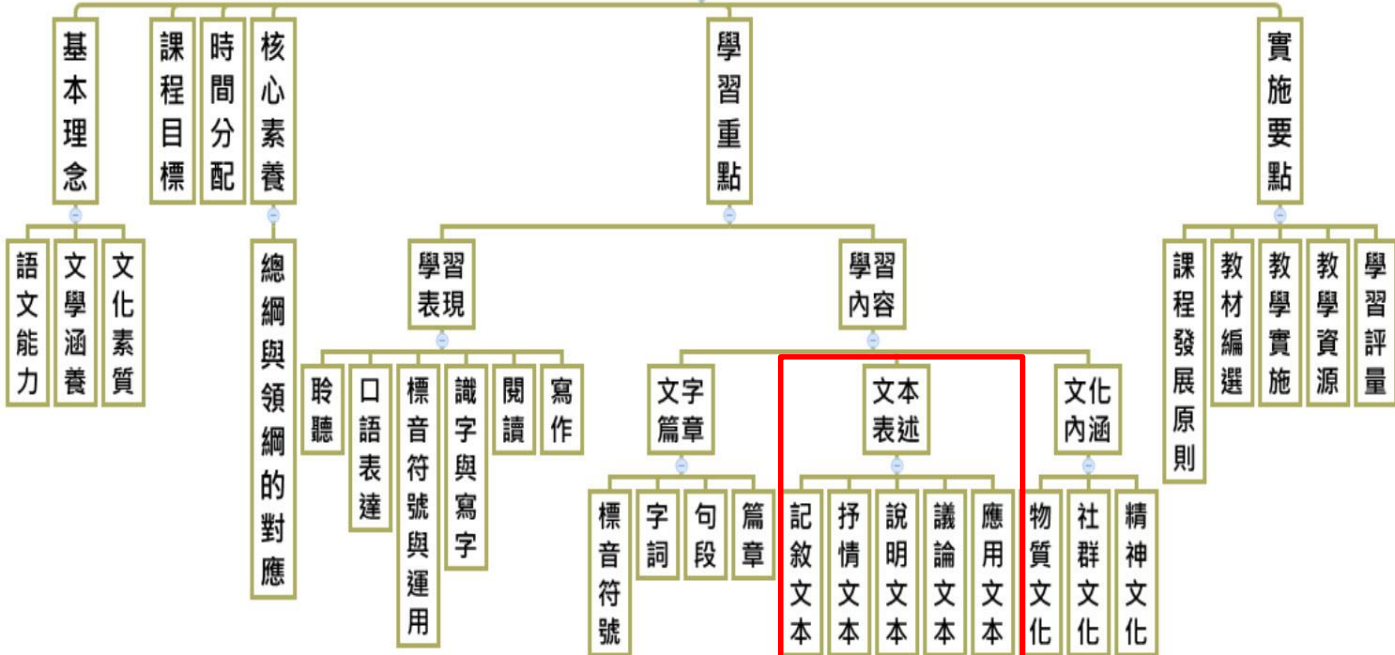 基本理念
課程目標
時間分配
核心素養
學習重點
實施要點
語文能力
文學涵養
文化素質
總綱與領綱的對應
學習
表現
學習
內容
課程發展原則
教材編選
教學實施
教學資源
學習評量
聆聽
口語表達
標音符號與運用
識字與寫字
閱讀
寫作
文字
篇章
文本
表述
文化
內涵
標音符號
字詞
句段
篇章
記敘文本
抒情文本
說明文本
議論文本
應用文本
物質文化
社群文化
精神文化